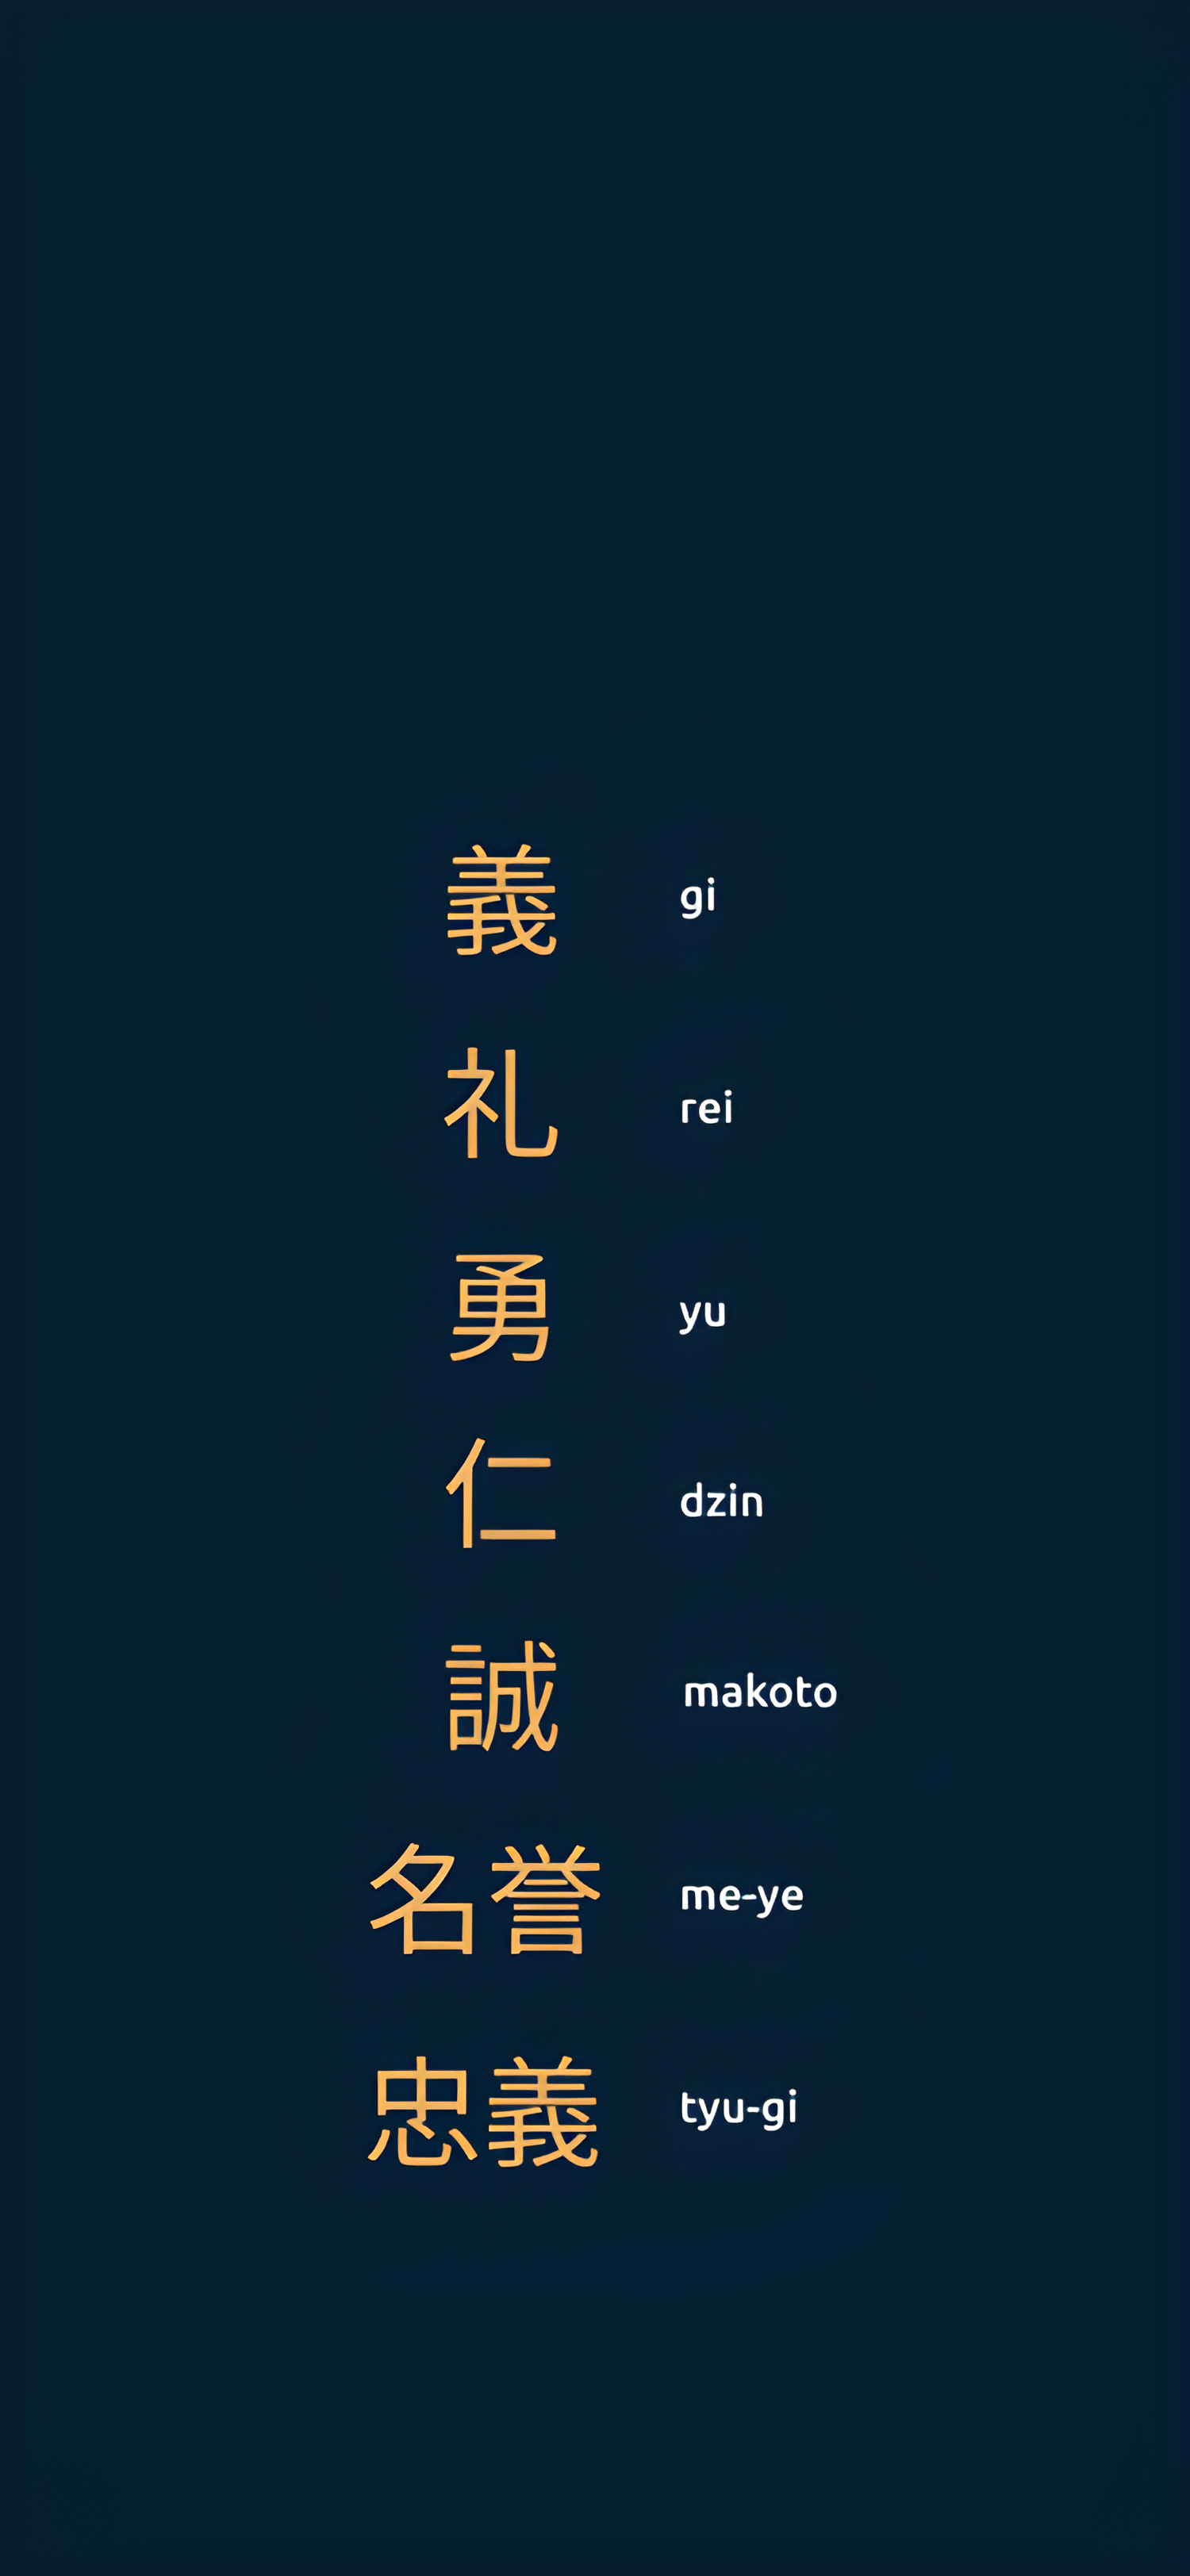 義 gi
礼 rei
勇 yu
仁 dzin
誠 makoto
名誉 me-ye
忠義 tyu-gi